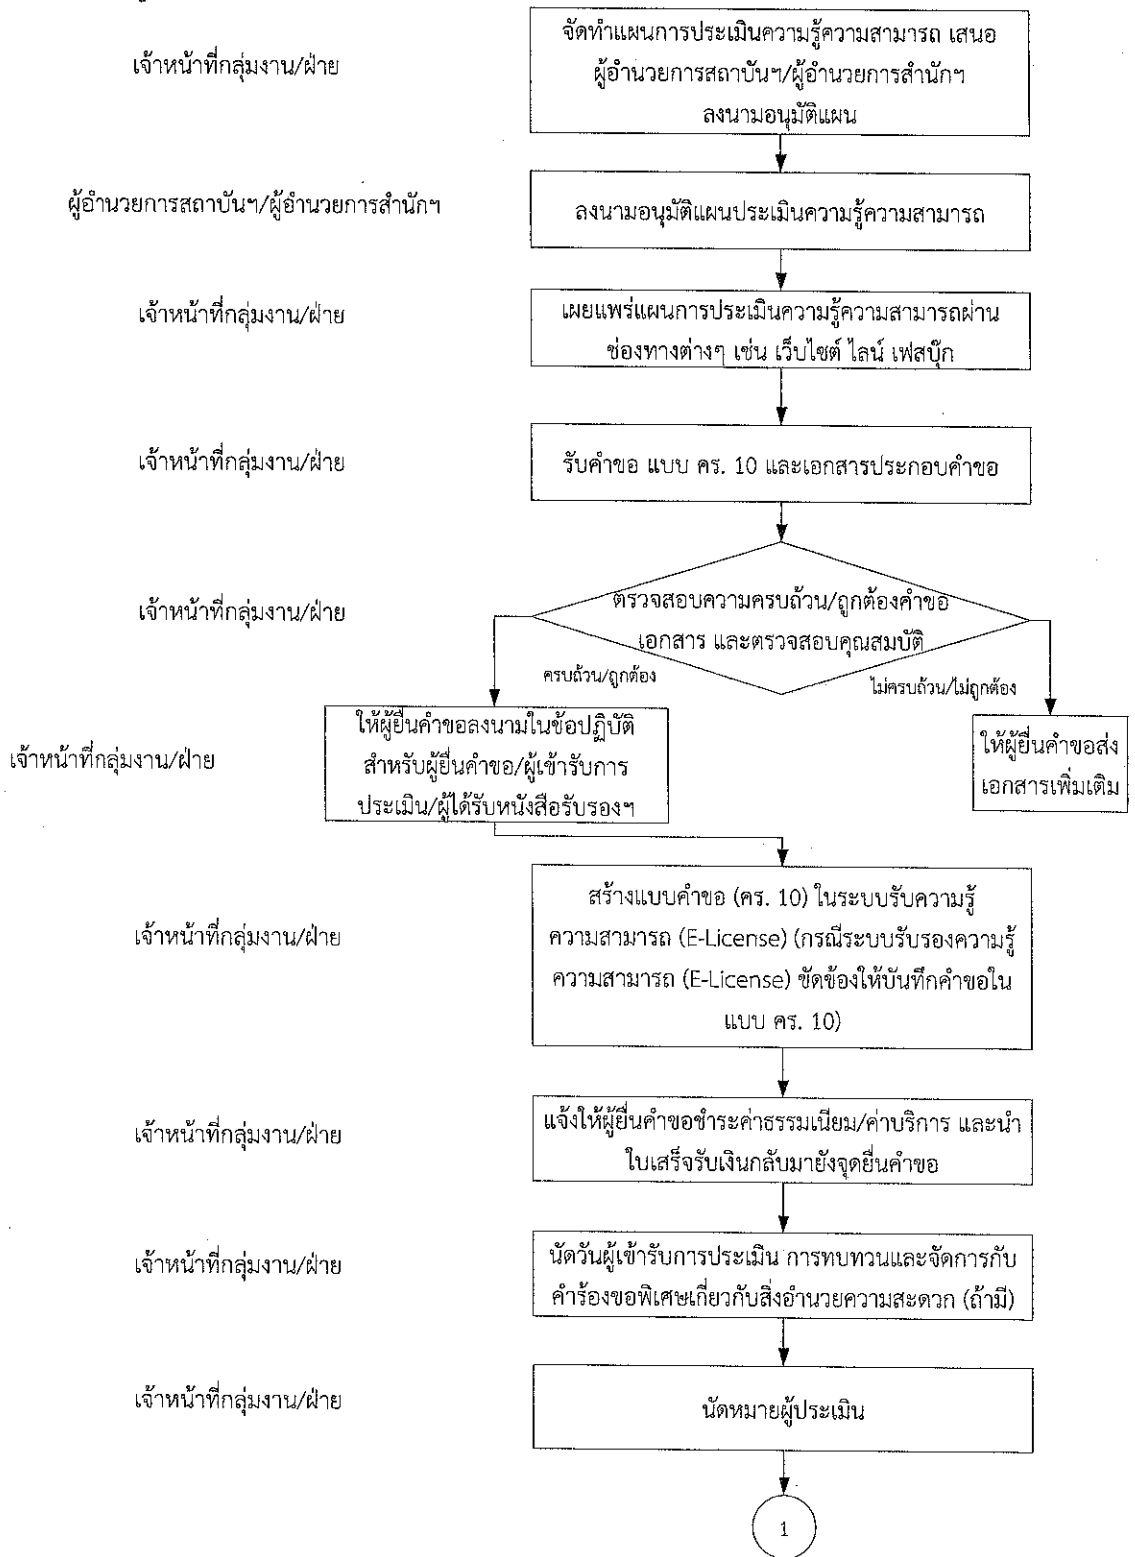 จัดทำแผนการประเมินความรู้ความสามารถ เสนอ
เจ้าหน้าที่กลุ่มงาน/ฝ่าย
ผู้อำนวยการสถาบันฯ/ผู้อำนวยการสำนักฯ
ลงนามอนุมัติแผน
ผู้อำนวยการสถาบันฯ/ผู้อำนวยการสำนักฯ
ลงนามอนุมัติแผนประเมินความรู้ความสามารถ
เจ้าหน้าที่กลุ่มงาน/ฝ่าย
เผยแพร่แผนการประเมินความรู้ความสามารถผ่าน
ช่องทางต่างๆ เช่น เว็บไซต์ ไลน์ เฟสบุ๊ก
เจ้าหน้าที่กลุ่มงาน/ฝ่าย
รับคำขอ แบบ คร. 10 และเอกสารประกอบคำขอ
เจ้าหน้าที่กลุ่มงาน/ฝ่าย
ตรวจสอบความครบถ้วน/ถูกต้องคำขอ
เอกสาร และตรวจสอบคุณสมบัติ
ครบถ้วน/ถูกต้อง
ไม่ครบถ้วน/ไม่ถูกต้อง
เจ้าหน้าที่กลุ่มงาน/ฝ่าย
ให้ผู้ยื่นคำขอลงนามในข้อปฏิบัติ
สำหรับผู้ยื่นคำขอ/ผู้เข้ารับการ
ประเมิน/ผู้ได้รับหนังสือรับรองฯ
ให้ผู้ยื่นคำขอส่ง
เอกสารเพิ่มเติม
เจ้าหน้าที่กลุ่มงาน/ฝ่าย
สร้างแบบคำขอ (คร. 10) ในระบบรับความรู้
ความสามารถ (E-License) (กรณีระบบรับรองความรู้
ความสามารถ (E-License) ขัดข้องให้บันทึกคำขอใน
แบบ คร. 10)
เจ้าหน้าที่กลุ่มงาน/ฝ่าย
แจ้งให้ผู้ยื่นคำขอชำระค่าธรรมเนียม/ค่าบริการ และนำ
ใบเสร็จรับเงินกลับมายังจุดยื่นคำขอ
เจ้าหน้าที่กลุ่มงาน/ฝ่าย
นัดวันผู้เข้ารับการประเมิน การทบทวนและจัดการกับ
คำร้องขอพิเศษเกี่ยวกับสิ่งอำนวยความสะดวก (ถ้ามี)
เจ้าหน้าที่กลุ่มงาน/ฝ่าย
นัดหมายผู้ประเมิน
1